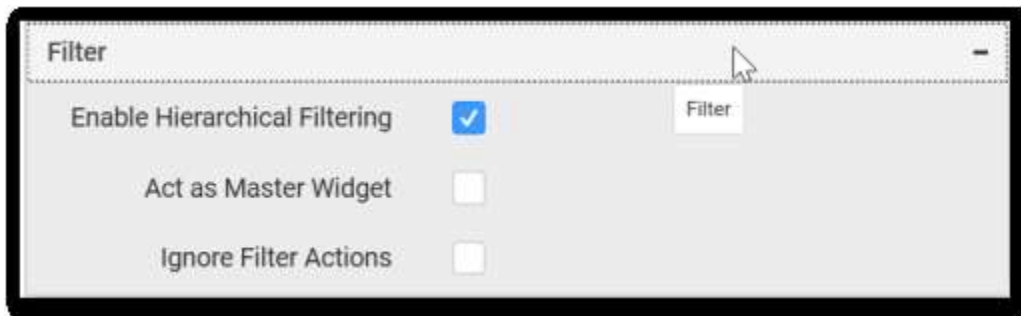 Filter
Enable Hierarchical Filtering
Filter
Act as Master Widget
Ignore Filter Actions